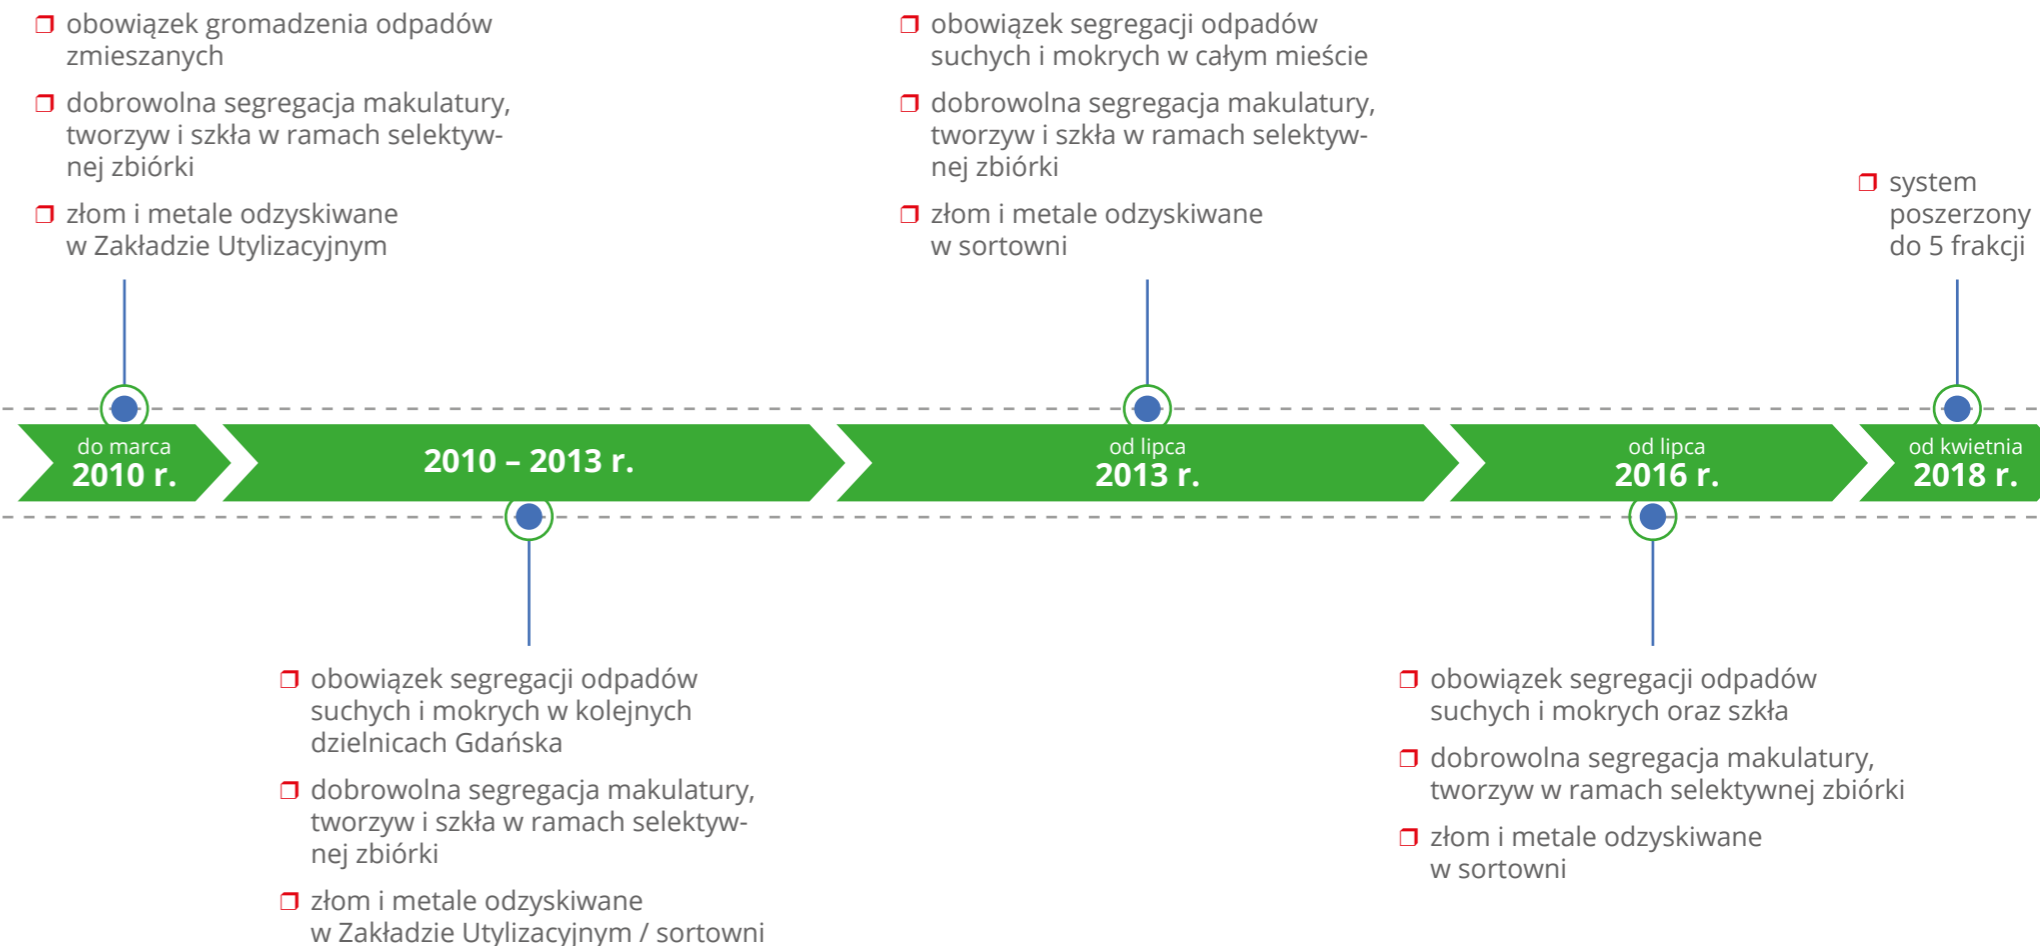 obowiązek gromadzenia odpadów
zmieszanych
dobrowolna segregacja makulatury,
tworzyw i szkła w ramach selektyw-
nej zbiórki
złom i metale odzyskiwane
w Zakładzie Utylizacyjnym
obowiązek segregacji odpadów
suchych i mokrych w całym mieście
dobrowolna segregacja makulatury,
tworzyw i szkła w ramach selektyw-
nej zbiórki
złom i metale odzyskiwane
w sortowni
system
poszerzony
do 5 frakcji
do marca
2010 r.
2010 – 2013 r.
od lipca
2013 r.
od lipca
2016 r.
od kwietnia
2018 r.
obowiązek segregacji odpadów
suchych i mokrych w kolejnych
dzielnicach Gdańska
dobrowolna segregacja makulatury,
tworzyw i szkła w ramach selektyw-
nej zbiórki
złom i metale odzyskiwane
w Zakładzie Utylizacyjnym / sortowni
obowiązek segregacji odpadów
suchych i mokrych oraz szkła
dobrowolna segregacja makulatury,
tworzyw w ramach selektywnej zbiórki
złom i metale odzyskiwane
w sortowni